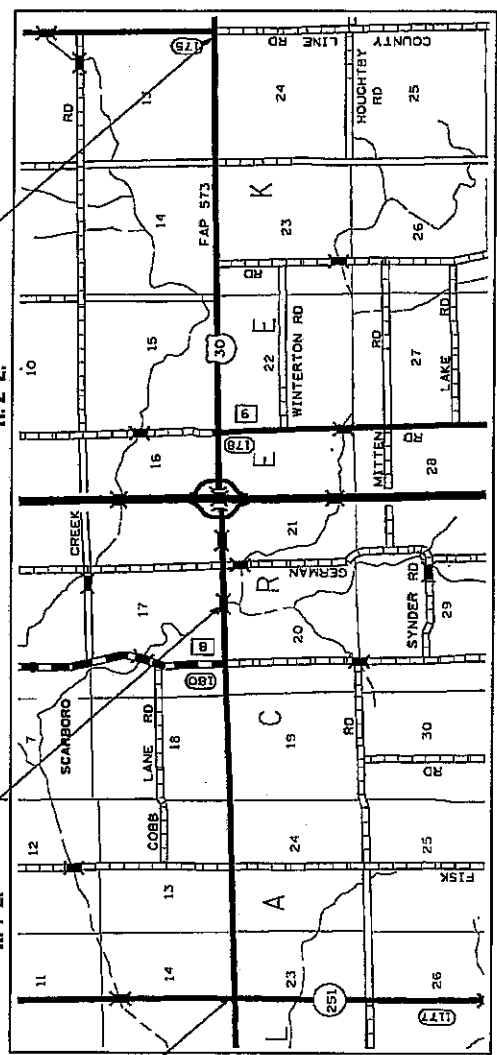 175
COUNTY
LINE
RD
RD
13
24
HOUGHTBY
RD
25
14
FAP 573
K
23
26
RD
10
15
30
E
22
WINTERTON RD
RD
27
LAKE
RD
9
178
16
E
MITTEN
RD
28
CREEK
21
GERMAN
R
17
8
180
20
SYNDER
RD
29
7
SCARBORO
LANE
RD
18
C
19
RD
30
RD
12
COBB
13
24
25
FISK
A
11
14
23
251
26
1177
L